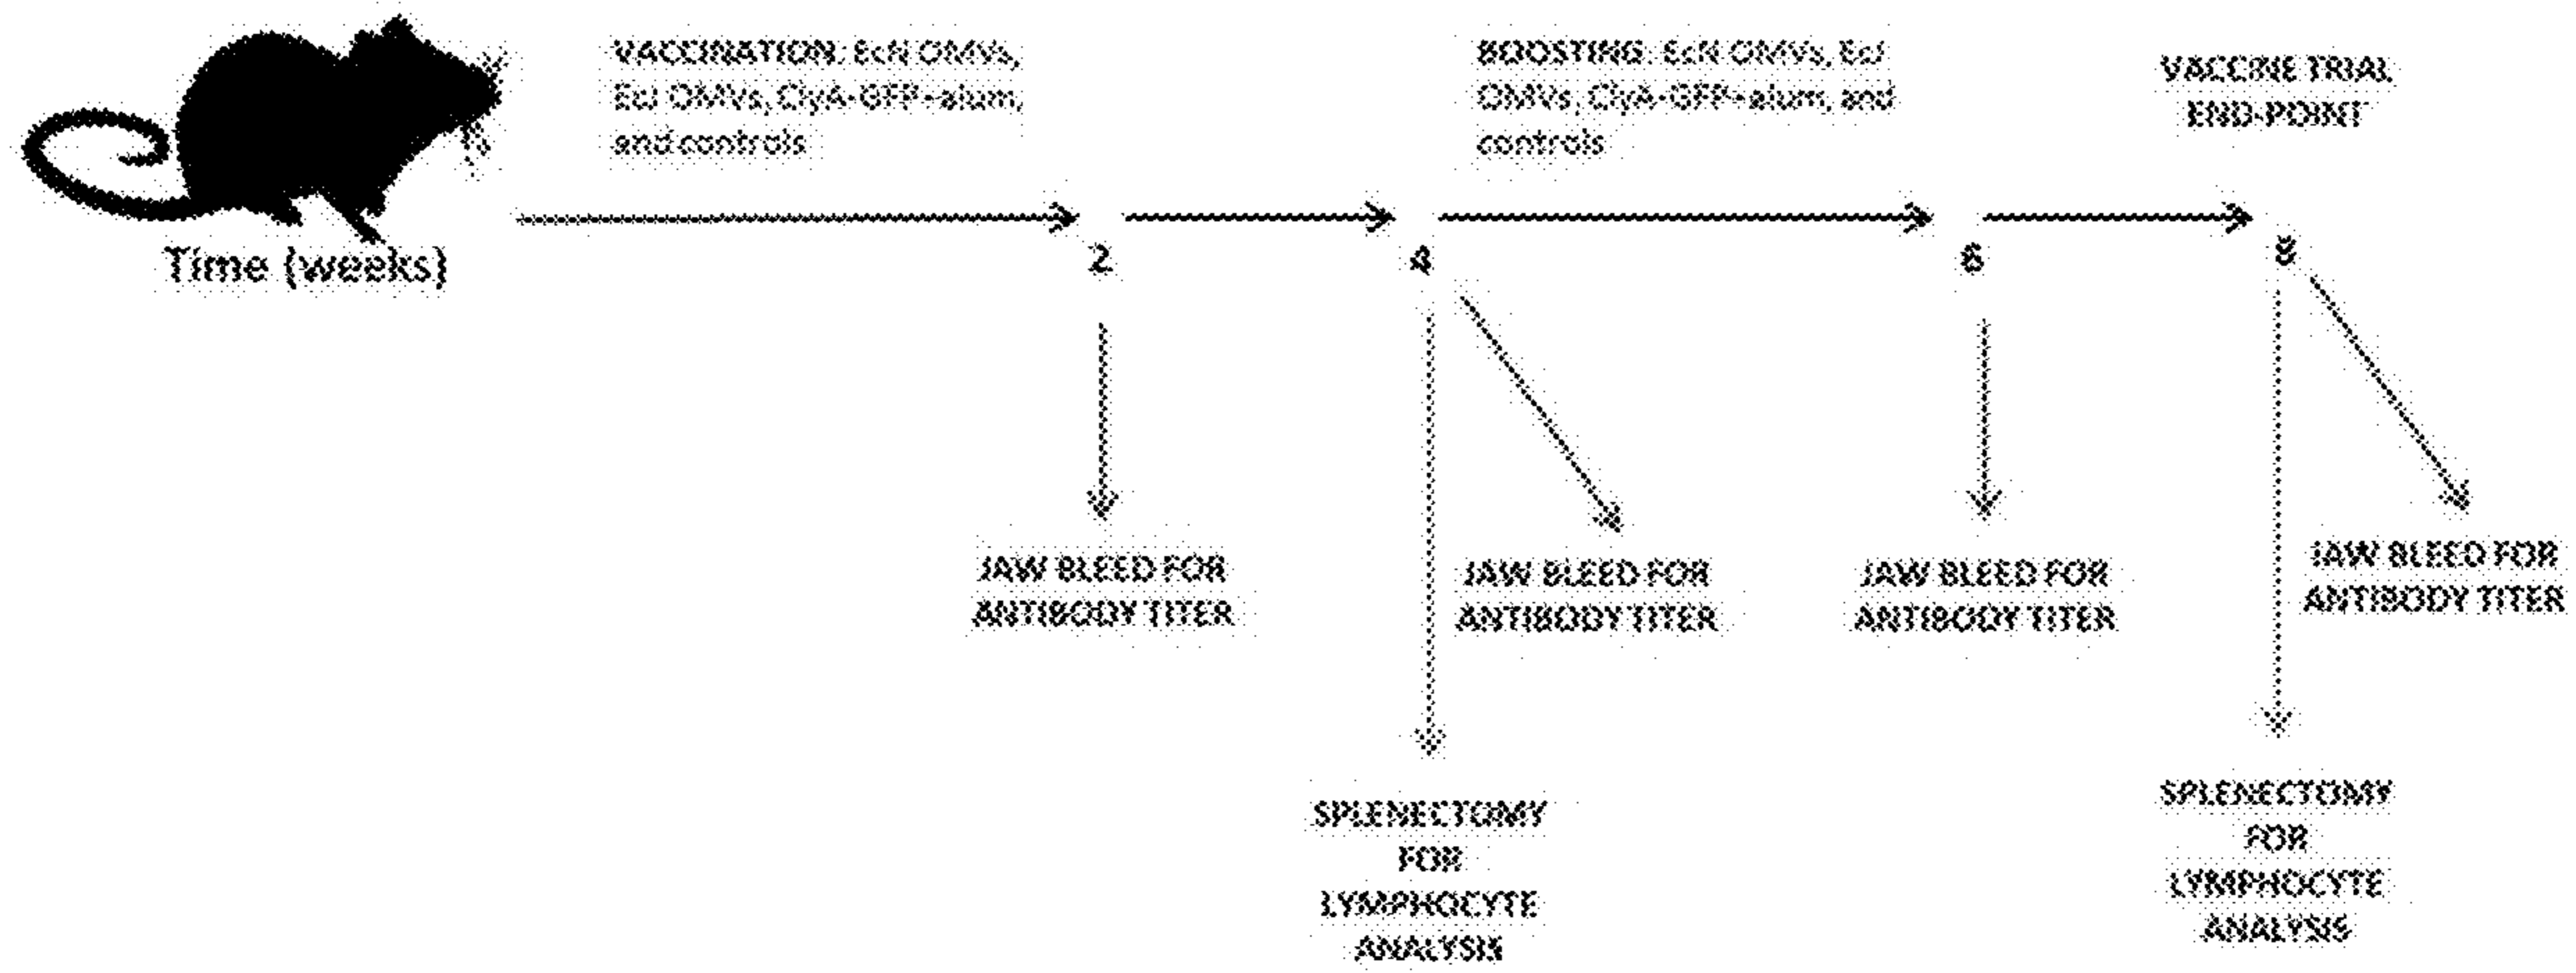 VACCINATION: EcN OMVs,
EcJ OMVs, ClyA-GFP+alum,
and controls
BOOSTING: EcN OMVs, EcJ
OMVs, ClyA-GFP+alum, and
controls
VACCINE TRIAL
END-POINT
Time (weeks)
2
4
6
8
JAW BLEED FOR
ANTIBODY TITER
JAW BLEED FOR
ANTIBODY TITER
JAW BLEED FOR
ANTIBODY TITER
JAW BLEED FOR
ANTIBODY TITER
SPLENECTOMY
FOR
LYMPHOCYTE
ANALYSIS
SPLENECTOMY
FOR
LYMPHOCYTE
ANALYSIS